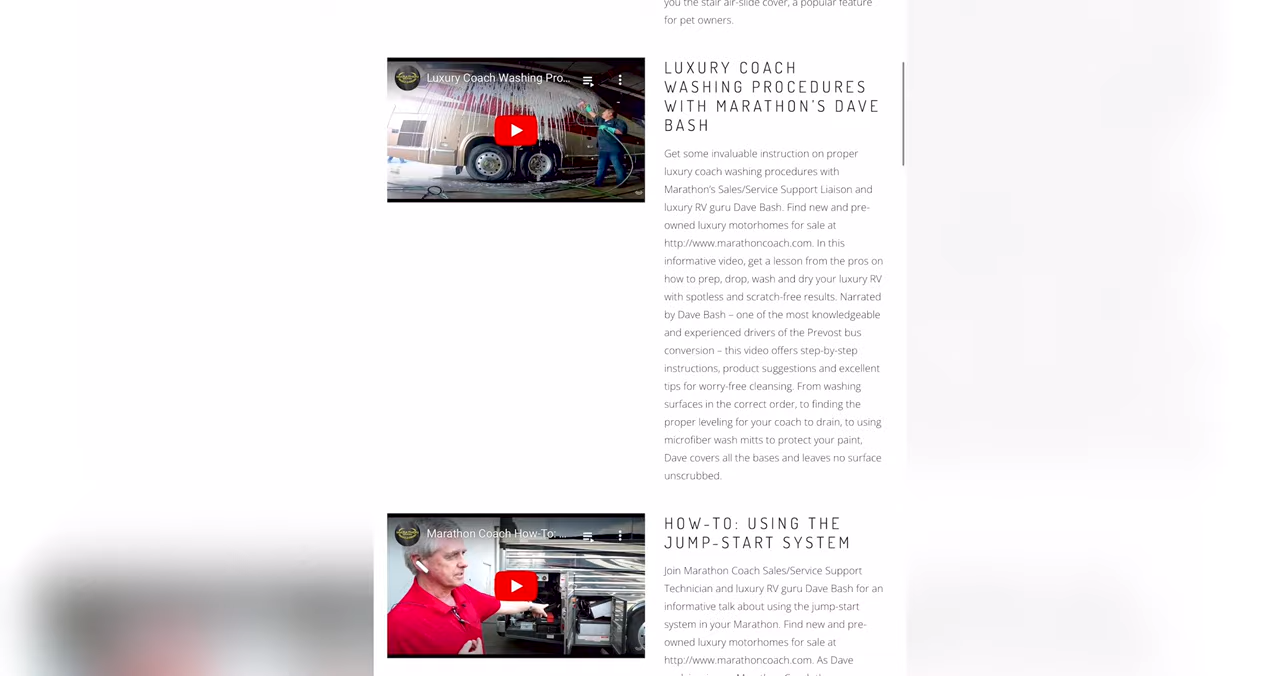 you the stair air-slide cover, a popular feature
for pet owners.
Luxury Coach Washing Pro...
LUXURY COACH
WASHING PROCEDURES
WITH MARATHON'S DAVE
BASH
Get some invaluable instruction on proper
luxury coach washing procedures with
Marathon's Sales/Service Support Liaison and
luxury RV guru Dave Bash. Find new and pre-
owned luxury motorhomes for sale at
http://www.marathoncoach.com. In this
informative video, get a lesson from the pros on
how to prep, drop, wash and dry your luxury RV
with spotless and scratch-free results. Narrated
by Dave Bash – one of the most knowledgeable
and experienced drivers of the Prevost bus
conversion – this video offers step-by-step
instructions, product suggestions and excellent
tips for worry-free cleansing. From washing
surfaces in the correct order, to finding the
proper leveling for your coach to drain, to using
microfiber wash mitts to protect your paint,
Dave covers all the bases and leaves no surface
unscrubbed.
Marathon Coach How-To: ...
HOW-TO: USING THE
JUMP-START SYSTEM
Join Marathon Coach Sales/Service Support
Technician and luxury RV guru Dave Bash for an
informative talk about using the jump-start
system in your Marathon. Find new and pre-
owned luxury motorhomes for sale at
http://www.marathoncoach.com. As Dave